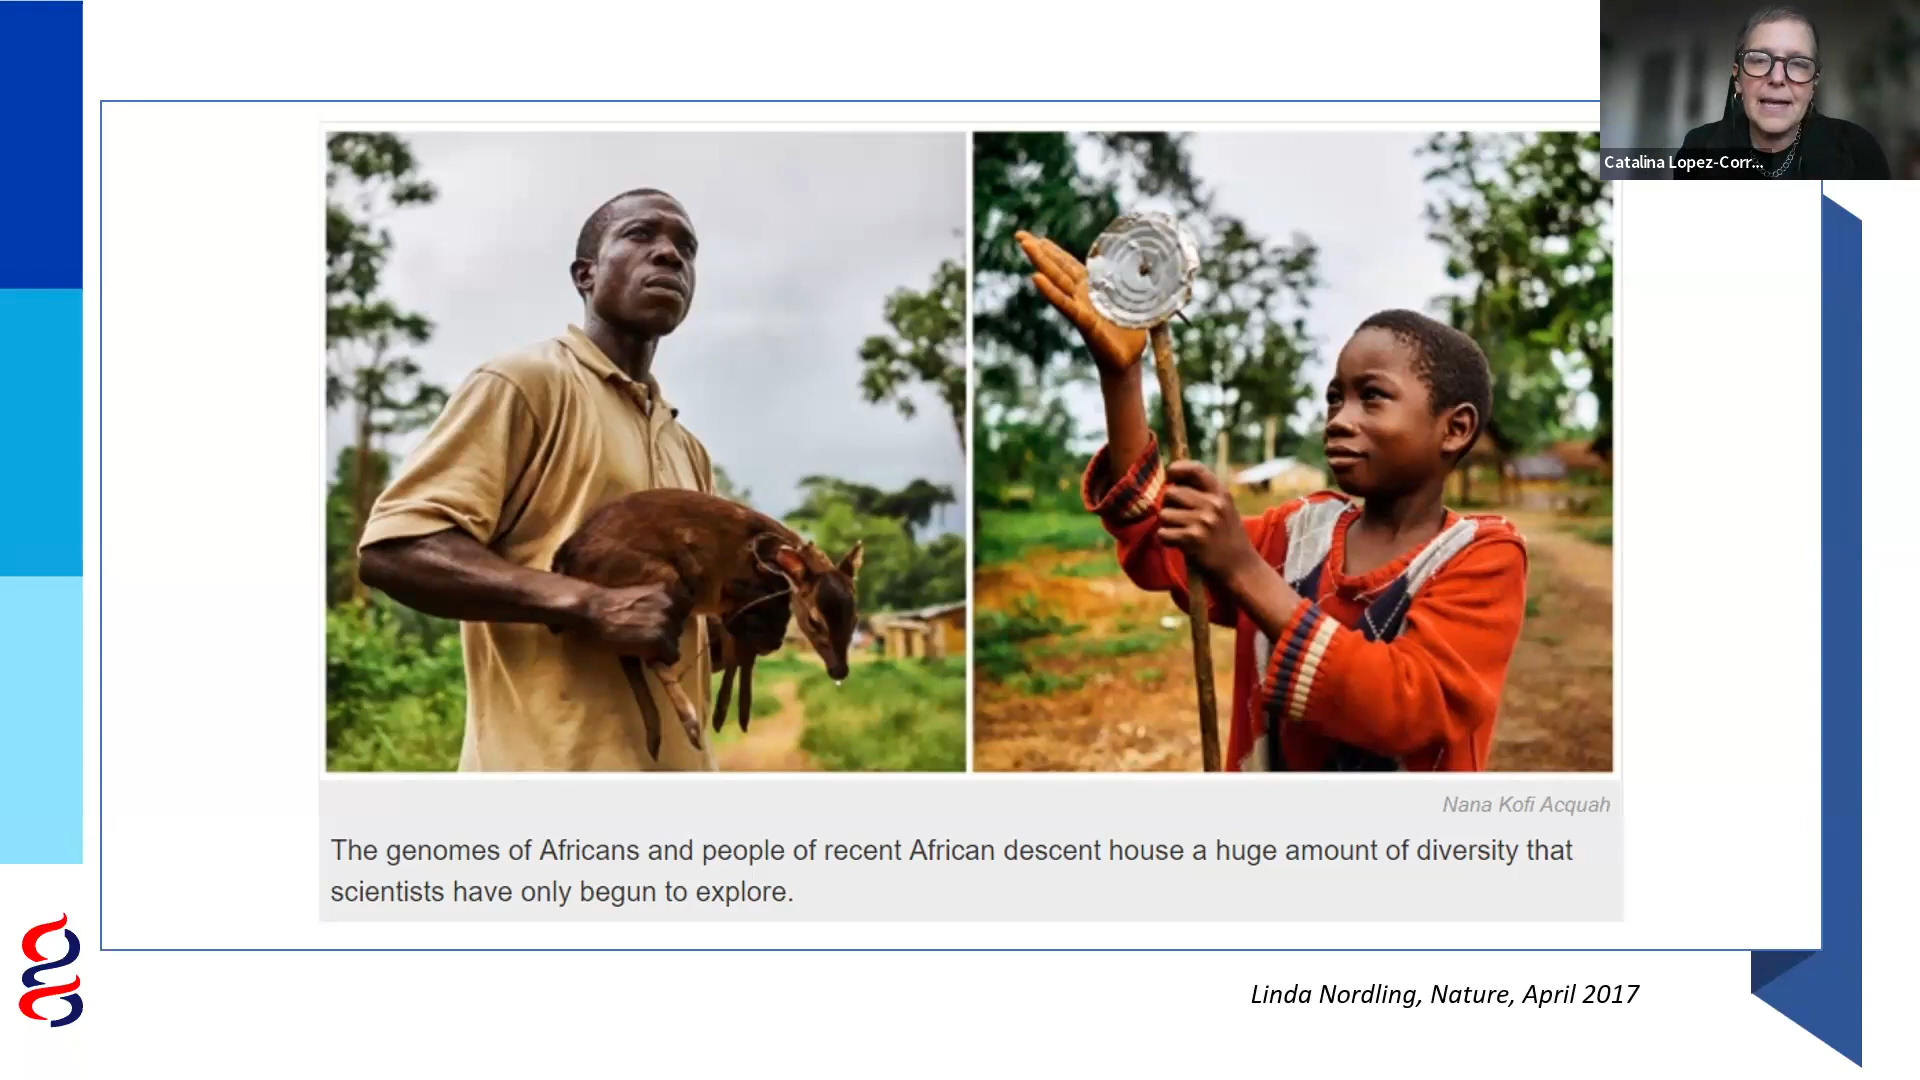 Catalina Lopez-Corr...
Nana Kofi Acquah
The genomes of Africans and people of recent African descent house a huge amount of diversity that
scientists have only begun to explore.
Linda Nordling, Nature, April 2017